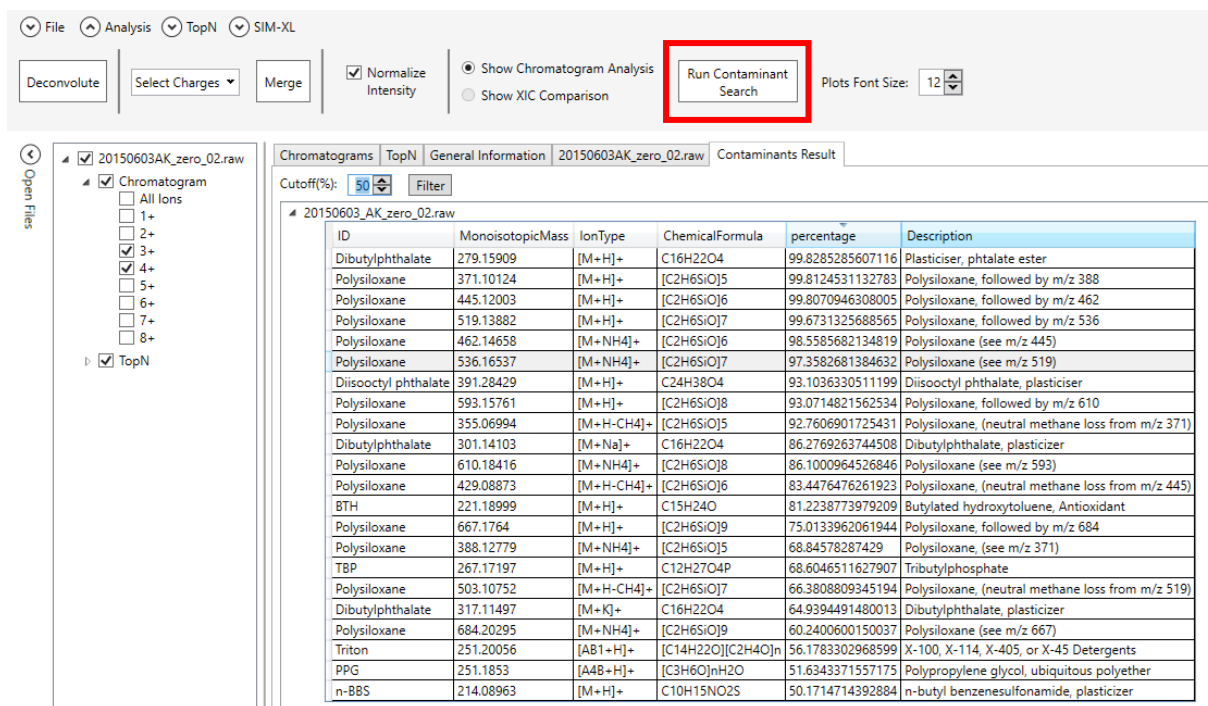 File Analysis TopN SIM-XL
Deconvolute Select Charges Merge Normalize Intensity Show Chromatogram Analysis Show XIC Comparison Run Contaminant Search Plots Font Size: 12
Open Files
20150603AK_zero_02.raw
Chromatogram
All Ions
1+
2+
3+
4+
5+
6+
7+
8+
TopN
Chromatograms TopN General Information 20150603AK_zero_02.raw Contaminants Result
Cutoff(%): 50 Filter
20150603_AK_zero_02.raw
ID MonoisotopicMass IonType ChemicalFormula percentage Description
Dibutylphthalate 279.15909 [M+H]+ C16H22O4 99.8285285607116 Plasticiser, phtalate ester
Polysiloxane 371.10124 [M+H]+ [C2H6SiO]5 99.8124531132783 Polysiloxane, followed by m/z 388
Polysiloxane 445.12003 [M+H]+ [C2H6SiO]6 99.8070946308005 Polysiloxane, followed by m/z 462
Polysiloxane 519.13882 [M+H]+ [C2H6SiO]7 99.6731325688565 Polysiloxane, followed by m/z 536
Polysiloxane 462.14658 [M+NH4]+ [C2H6SiO]6 98.5585682134819 Polysiloxane (see m/z 445)
Polysiloxane 536.16537 [M+NH4]+ [C2H6SiO]7 97.3582681384632 Polysiloxane (see m/z 519)
Diisooctyl phthalate 391.28429 [M+H]+ C24H38O4 93.1036330511199 Diisooctyl phthalate, plasticiser
Polysiloxane 593.15761 [M+H]+ [C2H6SiO]8 93.0714821562534 Polysiloxane, followed by m/z 610
Polysiloxane 355.06994 [M+H-CH4]+ [C2H6SiO]5 92.7606901725431 Polysiloxane, (neutral methane loss from m/z 371)
Dibutylphthalate 301.14103 [M+Na]+ C16H22O4 86.2769263744508 Dibutylphthalate, plasticizer
Polysiloxane 610.18416 [M+NH4]+ [C2H6SiO]8 86.1000964526846 Polysiloxane (see m/z 593)
Polysiloxane 429.08873 [M+H-CH4]+ [C2H6SiO]6 83.4476476261923 Polysiloxane, (neutral methane loss from m/z 445)
BTH 221.18999 [M+H]+ C15H24O 81.2238773979209 Butylated hydroxytoluene, Antioxidant
Polysiloxane 667.1764 [M+H]+ [C2H6SiO]9 75.0133962061944 Polysiloxane, followed by m/z 684
Polysiloxane 388.12779 [M+NH4]+ [C2H6SiO]5 68.84578287429 Polysiloxane, (see m/z 371)
TBP 267.17197 [M+H]+ C12H27O4P 68.6046511627907 Tributylphosphate
Polysiloxane 503.10752 [M+H-CH4]+ [C2H6SiO]7 66.3808809345194 Polysiloxane, (neutral methane loss from m/z 519)
Dibutylphthalate 317.11497 [M+K]+ C16H22O4 64.9394491480013 Dibutylphthalate, plasticizer
Polysiloxane 684.20295 [M+NH4]+ [C2H6SiO]9 60.2400600150037 Polysiloxane (see m/z 667)
Triton 251.20056 [AB1+H]+ [C14H22O][C2H4O]n 56.1783302968599 X-100, X-114, X-405, or X-45 Detergents
PPG 251.1853 [A4B+H]+ [C3H6O]nH2O 51.6343371557175 Polypropylene glycol, ubiquitous polyether
n-BBS 214.08963 [M+H]+ C10H15NO2S 50.1714714392884 n-butyl benzenesulfonamide, plasticizer